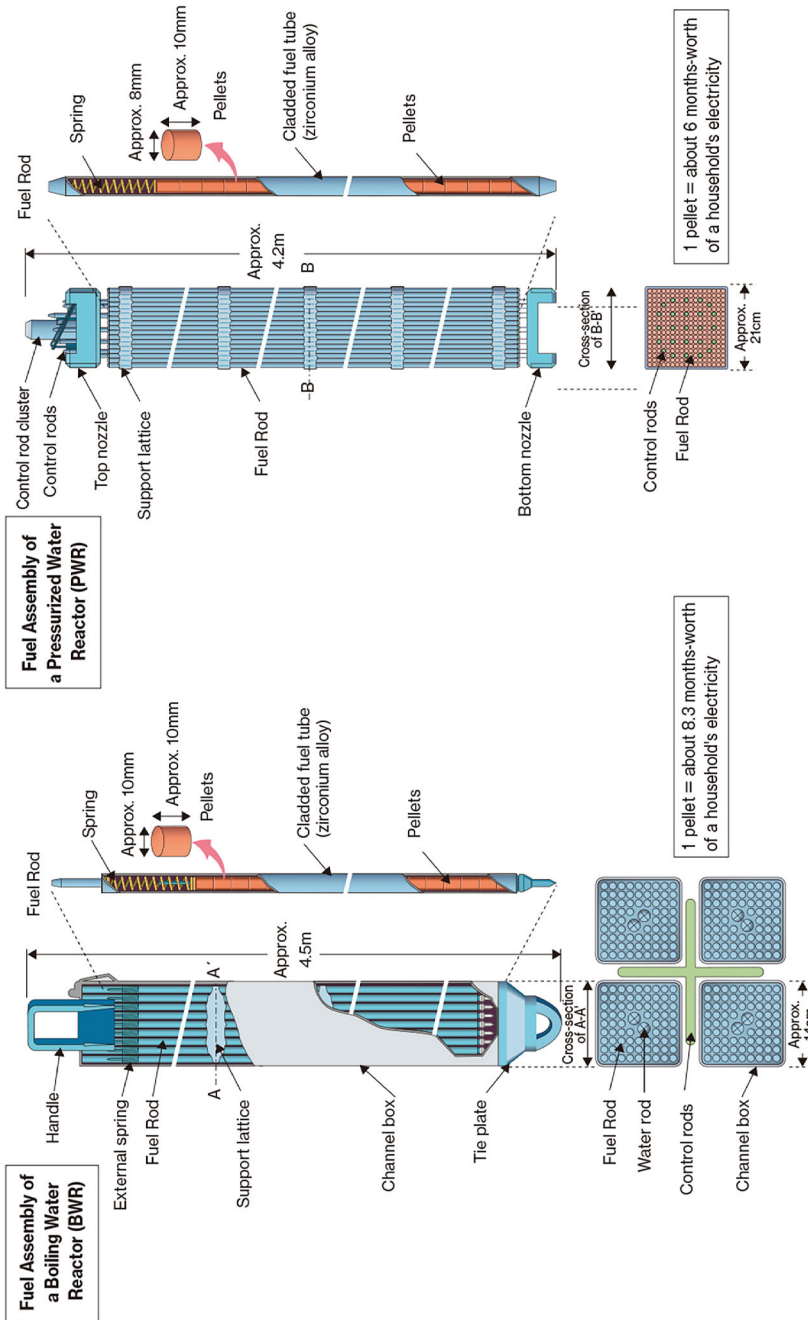 Fuel Assembly of
a Boiling Water
Reactor (BWR)
Handle
External spring
Fuel Rod
Support lattice
Channel box
Tie plate
A
A′
Approx.
4.5m
Fuel Rod
Spring
Approx. 10mm
Approx. 10mm
Pellets
Cladded fuel tube
(zirconium alloy)
Pellets
Cross-section
of A-A'
Fuel Rod
Water rod
Control rods
Channel box
Approx.
1 pellet = about 8.3 months-worth
of a household's electricity
Fuel Assembly of
a Pressurized Water
Reactor (PWR)
Control rod cluster
Control rods
Top nozzle
Support lattice
Fuel Rod
Bottom nozzle
B
B
Approx.
4.2m
Fuel Rod
Spring
Approx. 8mm
Approx. 10mm
Pellets
Cladded fuel tube
(zirconium alloy)
Pellets
Cross-section
of B-B'
Control rods
Fuel Rod
Approx.
21cm
1 pellet = about 6 months-worth
of a household's electricity